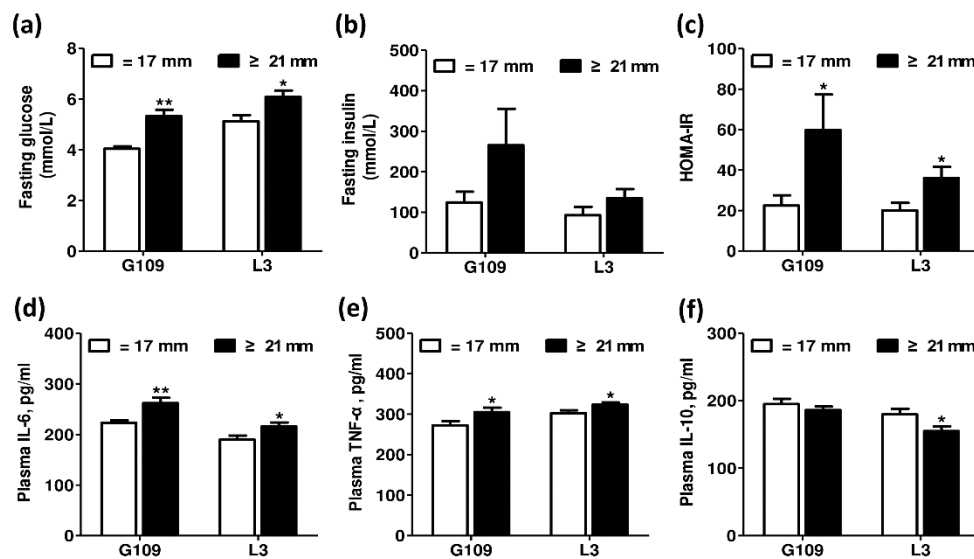 (a)
= 17 mm ≥ 21 mm
Fasting glucose
(mmol/L)
8
6
4
2
0
**
*
G109 L3
(b)
= 17 mm ≥ 21 mm
Fasting insulin
(mmol/L)
500
400
300
200
100
0
G109 L3
(c)
= 17 mm ≥ 21 mm
HOMA-IR
100
80
60
40
20
0
*
*
G109 L3
(d)
= 17 mm ≥ 21 mm
Plasma IL-6, pg/ml
400
300
200
100
0
**
*
G109 L3
(e)
= 17 mm ≥ 21 mm
Plasma TNF-α , pg/ml
500
400
300
200
100
0
*
*
G109 L3
(f)
= 17 mm ≥ 21 mm
Plasma IL-10, pg/ml
300
200
100
0
*
G109 L3